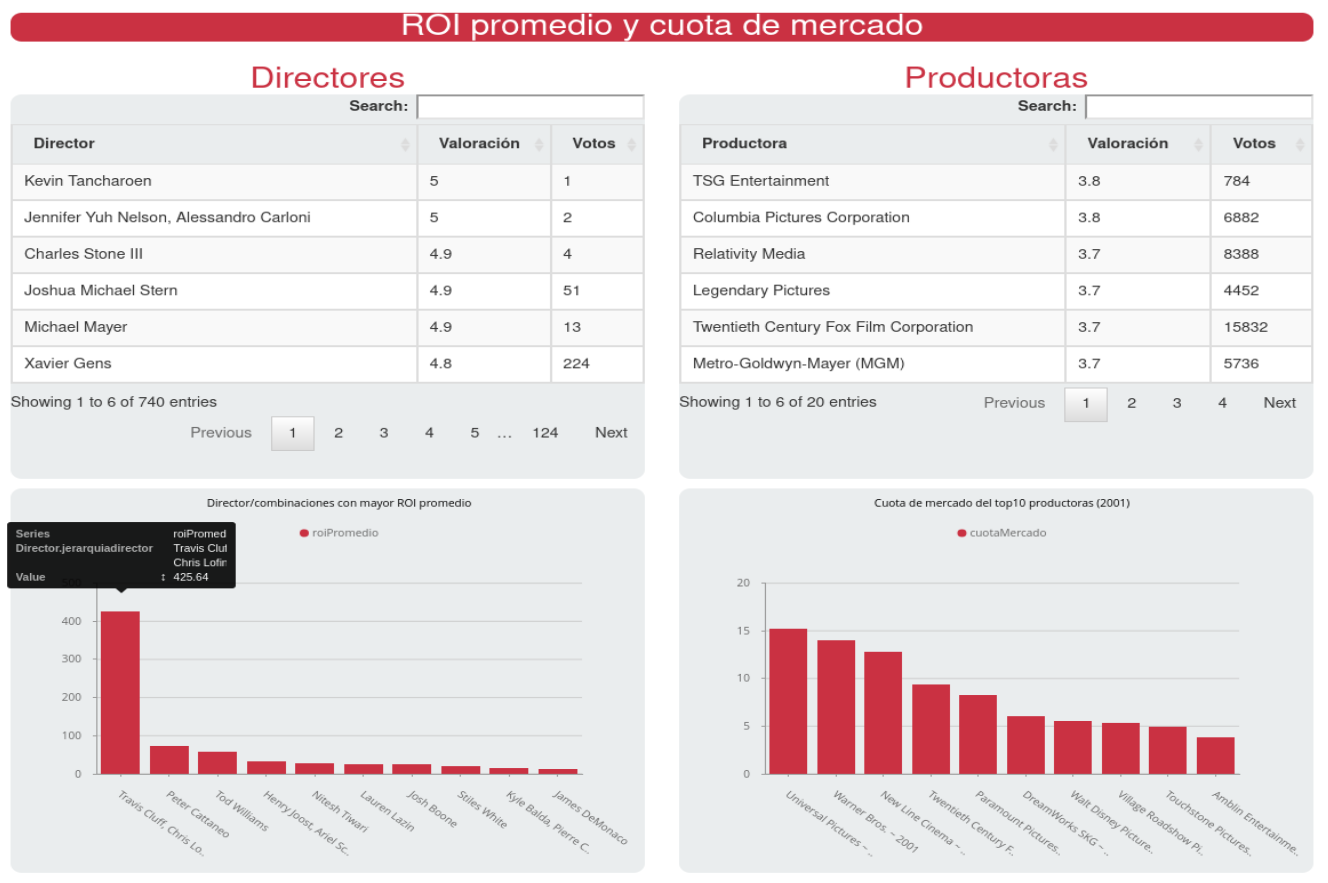 ROI promedio y cuota de mercado
Directores
Search:
Director Valoración Votos
Kevin Tancharoen 5 1
Jennifer Yuh Nelson, Alessandro Carloni 5 2
Charles Stone III 4.9 4
Joshua Michael Stern 4.9 51
Michael Mayer 4.9 13
Xavier Gens 4.8 224
Showing 1 to 6 of 740 entries
Previous 1 2 3 4 5 … 124 Next
Productoras
Search:
Productora Valoración Votos
TSG Entertainment 3.8 784
Columbia Pictures Corporation 3.8 6882
Relativity Media 3.7 8388
Legendary Pictures 3.7 4452
Twentieth Century Fox Film Corporation 3.7 15832
Metro-Goldwyn-Mayer (MGM) 3.7 5736
Showing 1 to 6 of 20 entries
Previous 1 2 3 4 Next
Director/combinaciones con mayor ROI promedio
roiPromedio
Series roiPromed
Director.jerarquiadirector Travis Cluf
Chris Lofin
Value : 425.64
500
400
300
200
100
0
Travis Cluff, Chris Lo..
Peter Cattaneo
Tod Williams
Henry Joost, Ariel Sc..
Nitesh Tiwari
Lauren Lazin
Josh Boone
Stiles White
Kyle Balda, Pierre C..
James DeMonaco
Cuota de mercado del top10 productoras (2001)
cuotaMercado
20
15
10
5
0
Universal Pictures – ..
Warner Bros. – 2001
New Line Cinema – ..
Twentieth Century F..
Paramount Pictures..
DreamWorks SKG – ..
Walt Disney Picture..
Village Roadshow Pi..
Touchstone Pictures..
Amblin Entertainme..